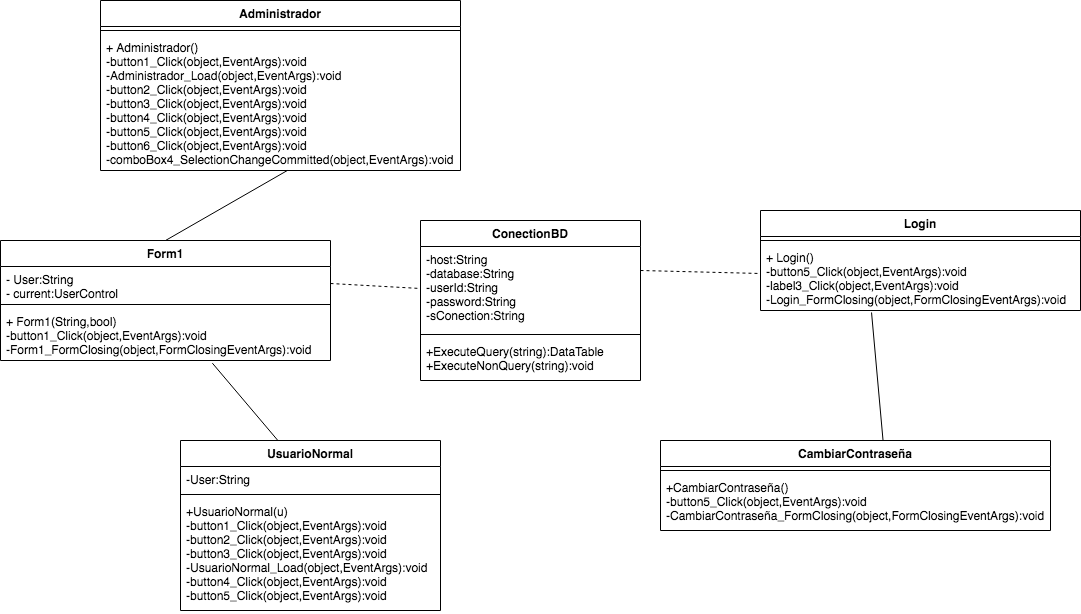 Administrador
+ Administrador()
-button1_Click(object,EventArgs):void
-Administrador_Load(object,EventArgs):void
-button2_Click(object,EventArgs):void
-button3_Click(object,EventArgs):void
-button4_Click(object,EventArgs):void
-button5_Click(object,EventArgs):void
-button6_Click(object,EventArgs):void
-comboBox4_SelectionChangeCommitted(object,EventArgs):void
Form1
- User:String
- current:UserControl
+ Form1(String,bool)
-button1_Click(object,EventArgs):void
-Form1_FormClosing(object,FormClosingEventArgs):void
ConectionBD
-host:String
-database:String
-userId:String
-password:String
-sConection:String
+ExecuteQuery(string):DataTable
+ExecuteNonQuery(string):void
Login
+ Login()
-button5_Click(object,EventArgs):void
-label3_Click(object,EventArgs):void
-Login_FormClosing(object,FormClosingEventArgs):void
UsuarioNormal
-User:String
+UsuarioNormal(u)
-button1_Click(object,EventArgs):void
-button2_Click(object,EventArgs):void
-button3_Click(object,EventArgs):void
-UsuarioNormal_Load(object,EventArgs):void
-button4_Click(object,EventArgs):void
-button5_Click(object,EventArgs):void
CambiarContraseña
+CambiarContraseña()
-button5_Click(object,EventArgs):void
-CambiarContraseña_FormClosing(object,FormClosingEventArgs):void